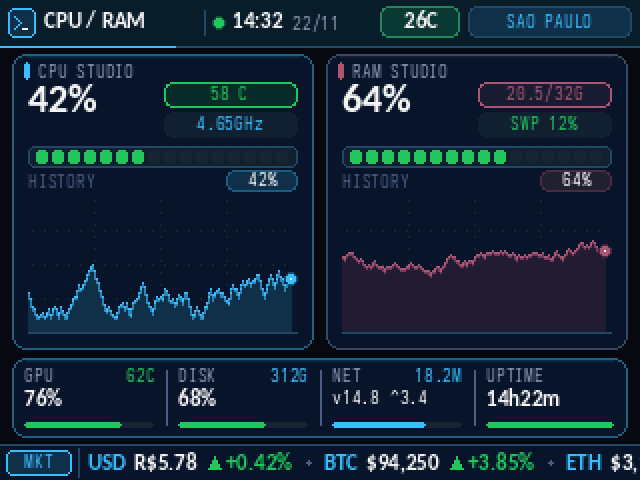 CPU / RAM 14:32 22/11 26C SAO PAULO
CPU STUDIO
42% 58 C
4.65GHz
HISTORY 42%
RAM STUDIO
64% 20.5/32G
SWP 12%
HISTORY 64%
GPU 62C
76%
DISK 312G
68%
NET 18.2M
v14.8 ^3.4
UPTIME
14h22m
MKT USD R$5.78 ▲+0.42% • BTC $94,250 ▲+3.85% • ETH $3,